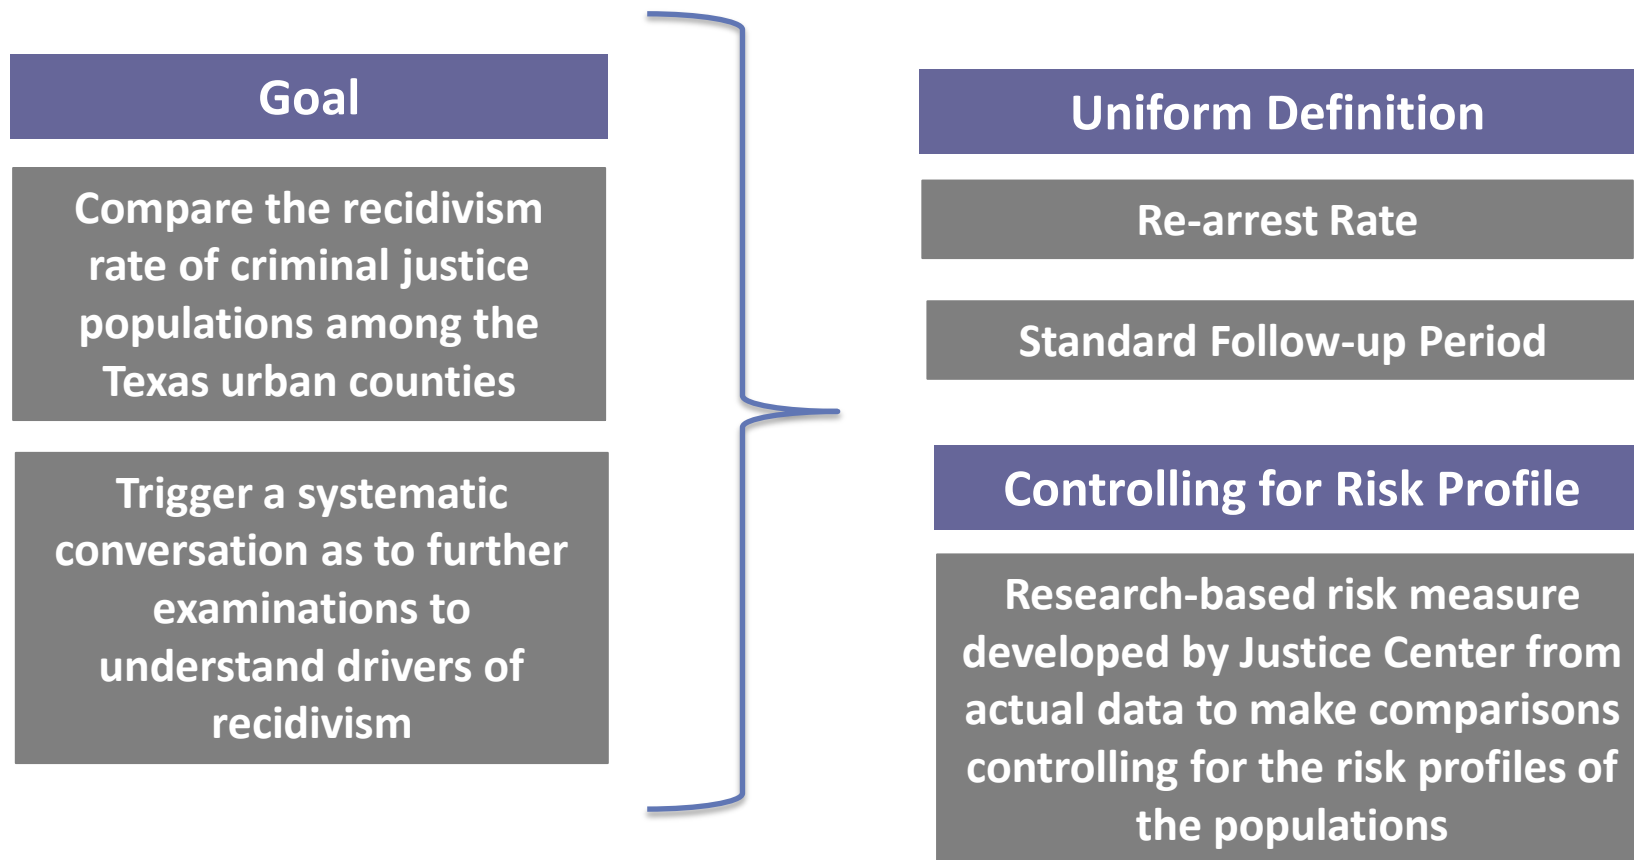 Goal
Compare the recidivism
rate of criminal justice
populations among the
Texas urban counties
Trigger a systematic
conversation as to further
examinations to
understand drivers of
recidivism
Uniform Definition
Re-arrest Rate
Standard Follow-up Period
Controlling for Risk Profile
Research-based risk measure
developed by Justice Center from
actual data to make comparisons
controlling for the risk profiles of
the populations